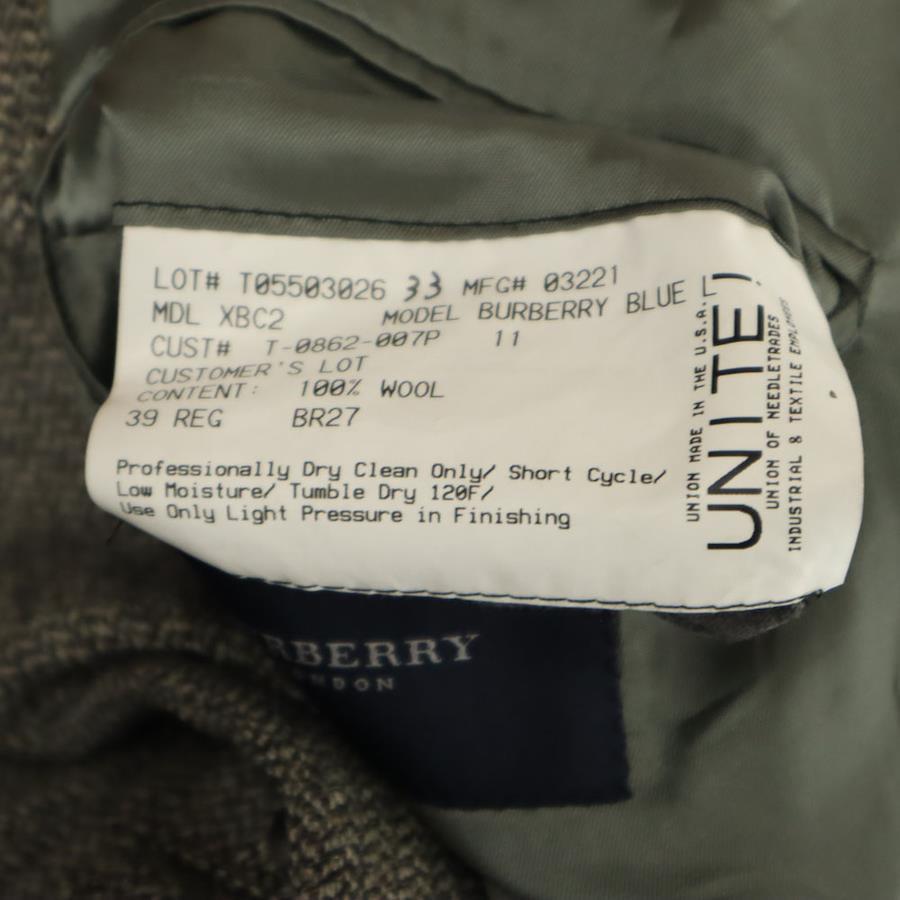 LOT# T05503026 33 MFG# 03221
MDL XBC2 MODEL BURBERRY BLUE L
CUST# T-0862-007P 11
CUSTOMER'S LOT
CONTENT: 100% WOOL
39 REG BR27
Professionally Dry Clean Only/ Short Cycle/
Low Moisture/ Tumble Dry 120F/
Use Only Light Pressure in Finishing
UNION MADE IN THE U.S.A.
UNITE!
UNION OF NEEDLETRADES
INDUSTRIAL & TEXTILE EMPLOYEES
BERRY
NDON